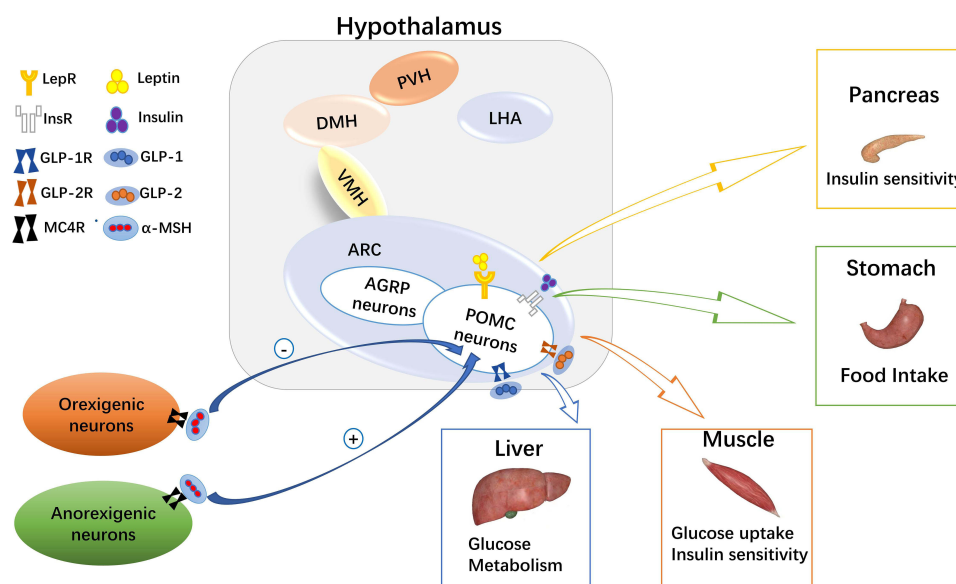 Hypothalamus
LepR
Leptin
InsR
Insulin
GLP-1R
GLP-1
GLP-2R
GLP-2
MC4R
α-MSH
PVH
DMH
LHA
VMH
ARC
AGRP
neurons
POMC
neurons
-
+
Orexigenic
neurons
Anorexigenic
neurons
Pancreas
Insulin sensitivity
Stomach
Food Intake
Liver
Glucose
Metabolism
Muscle
Glucose uptake
Insulin sensitivity